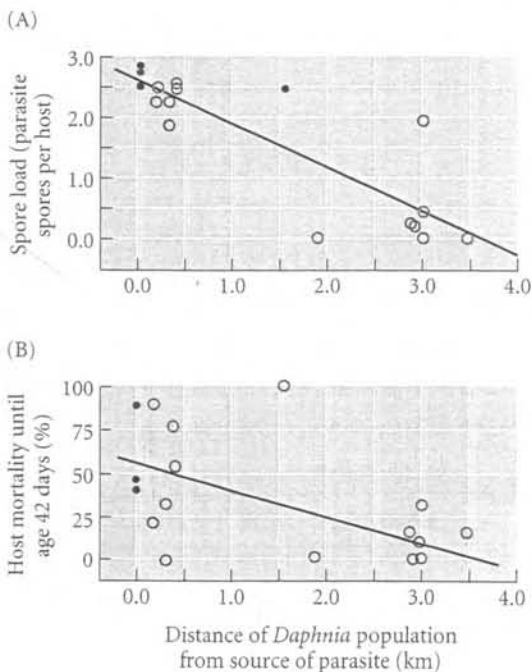 (A)
Spore load (parasite
spores per host)
3.0
2.0
1.0
0.0
0.0 1.0 2.0 3.0 4.0
(B)
Host mortality until
age 42 days (%)
100
75
50
25
0
0.0 1.0 2.0 3.0 4.0
Distance of Daphnia population
from source of parasite (km)